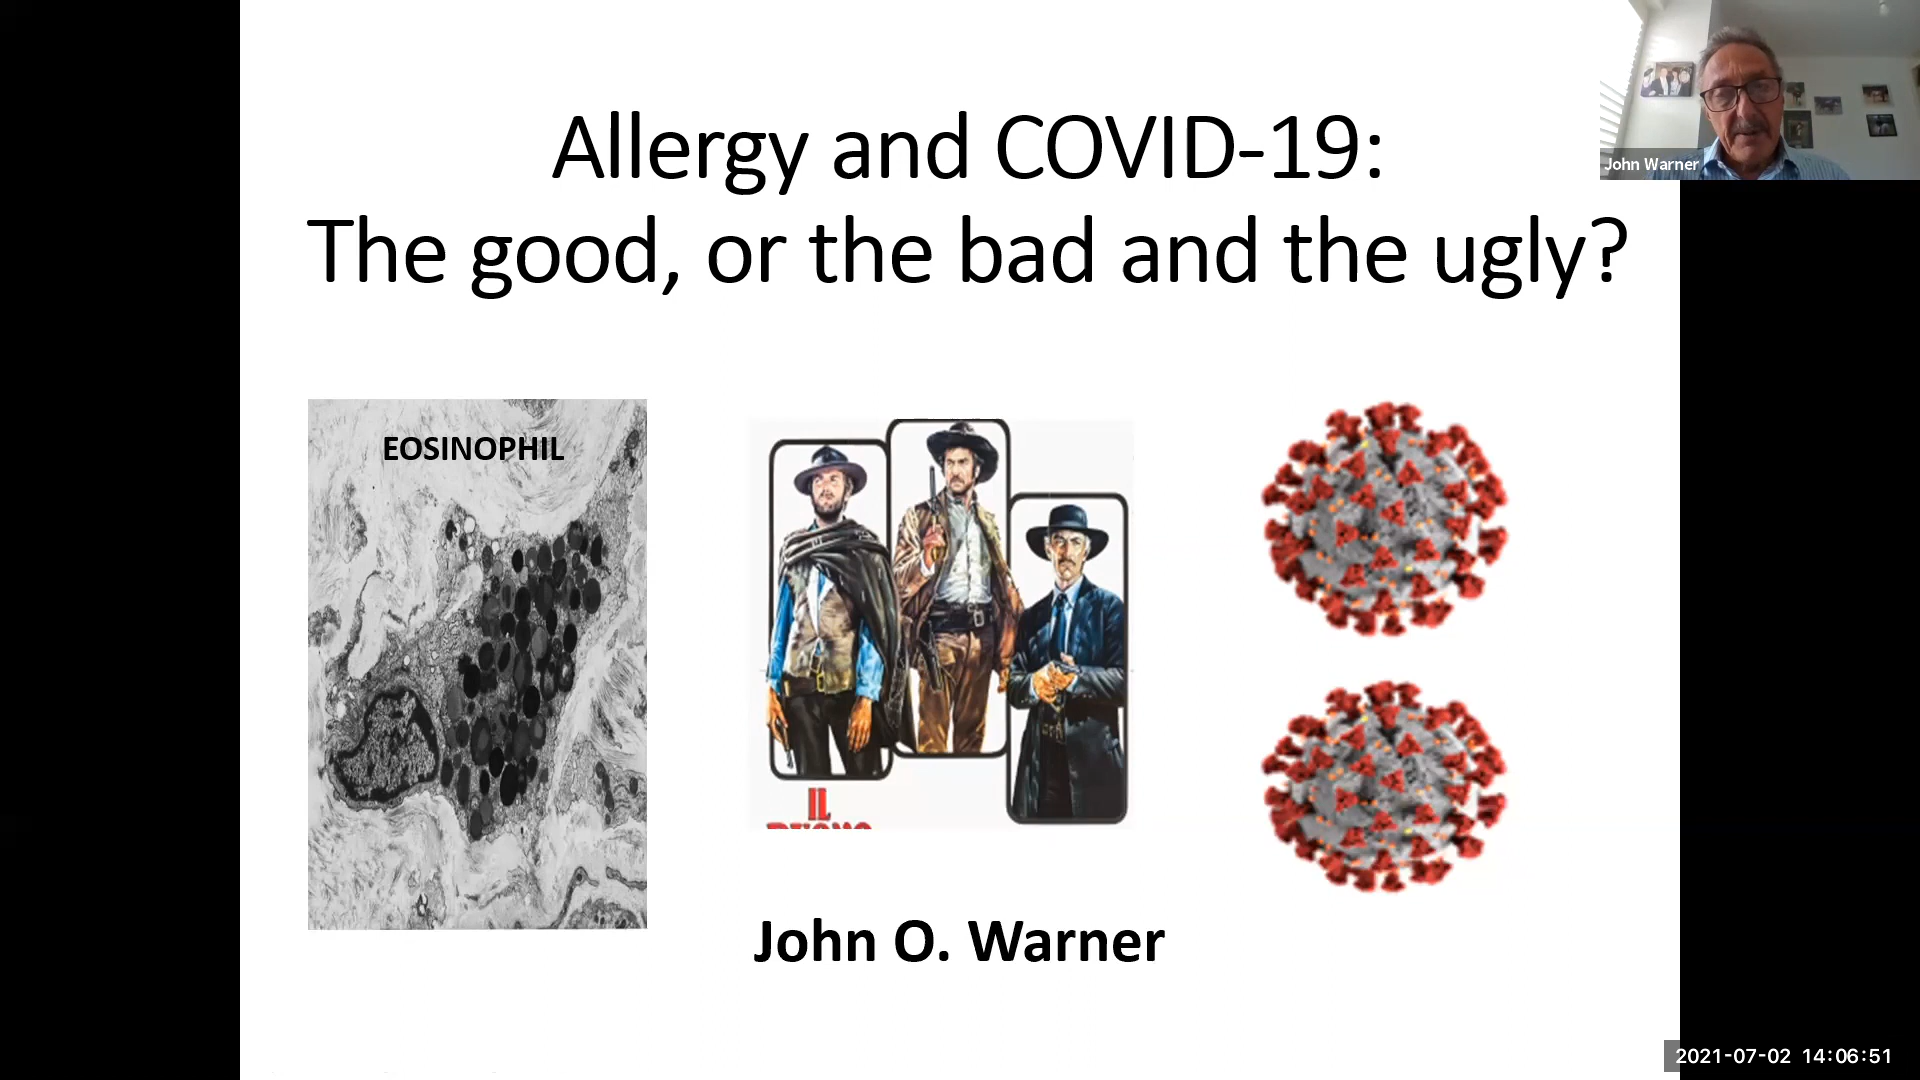 Allergy and COVID-19:
The good, or the bad and the ugly?
John Warner
EOSINOPHIL
IL
John O. Warner
2021-07-02 14:06:51